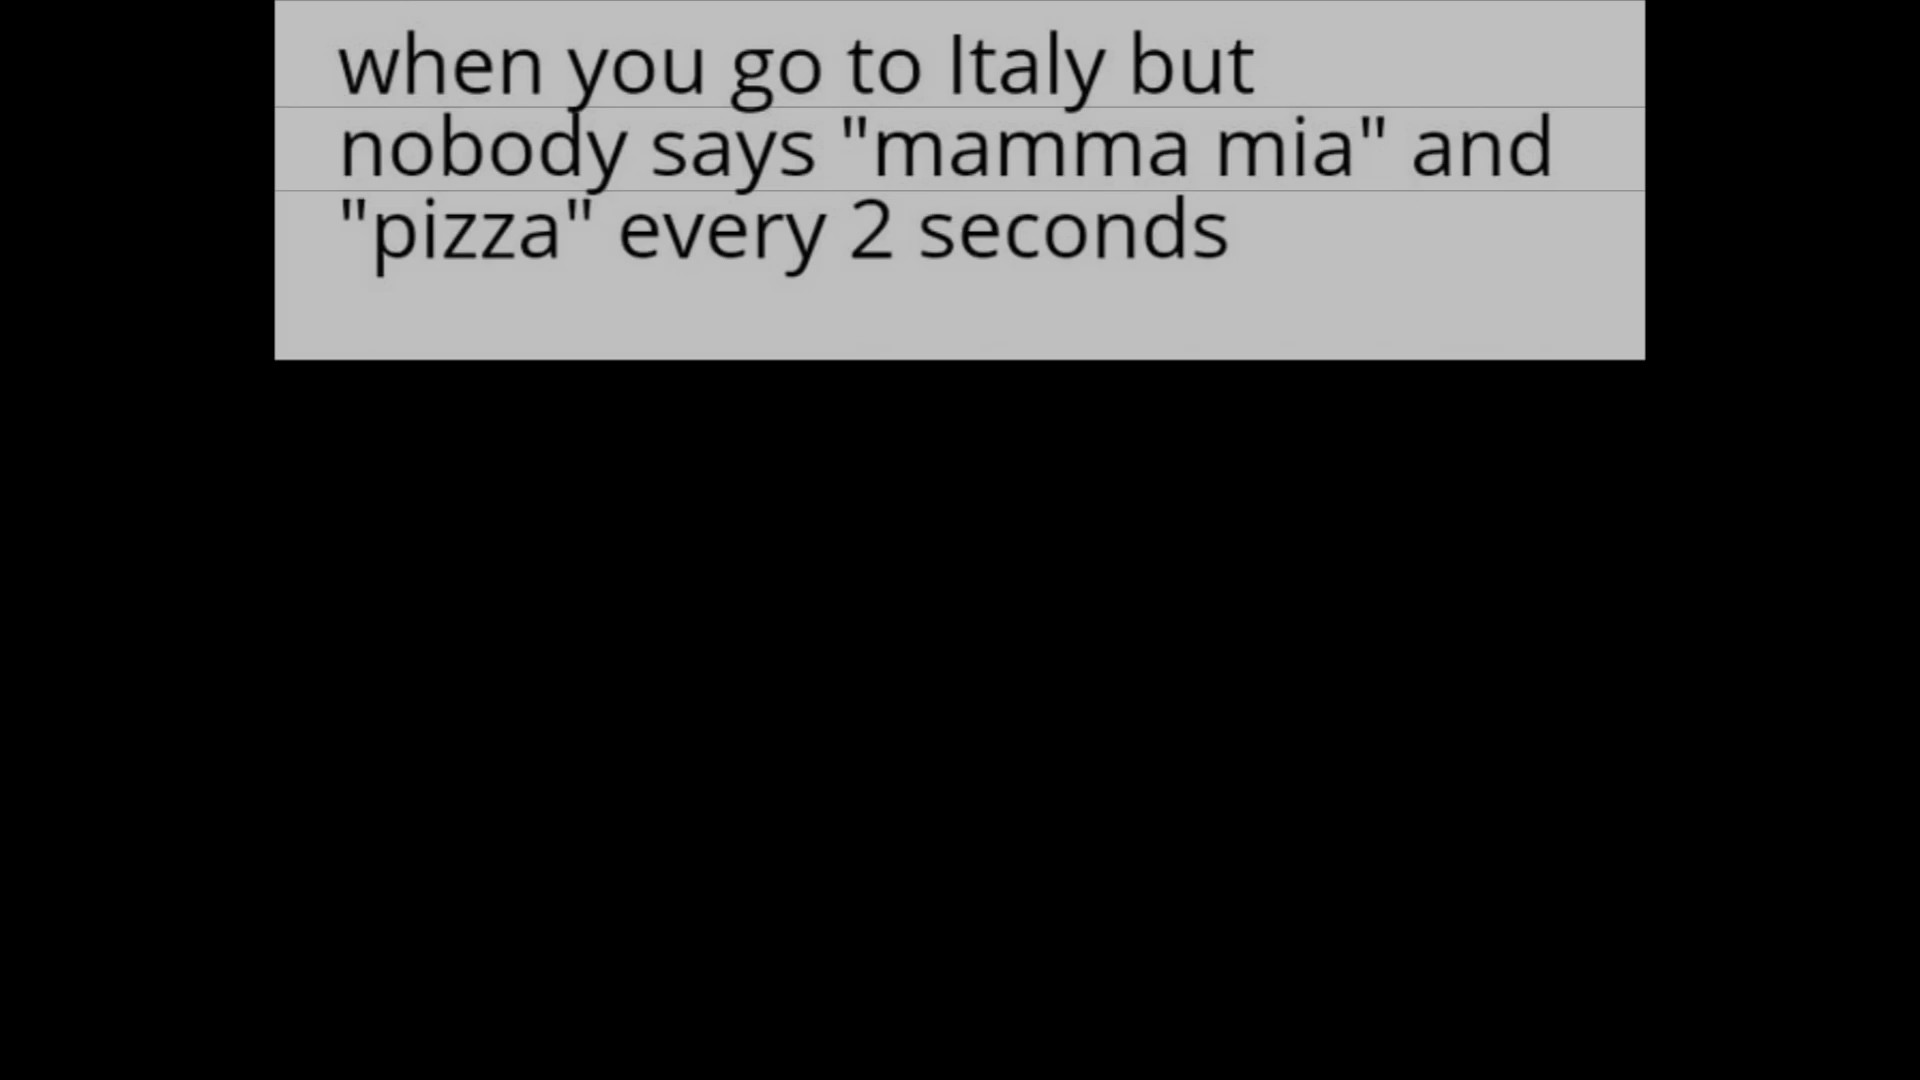 when you go to Italy but
nobody says "mamma mia" and
"pizza" every 2 seconds